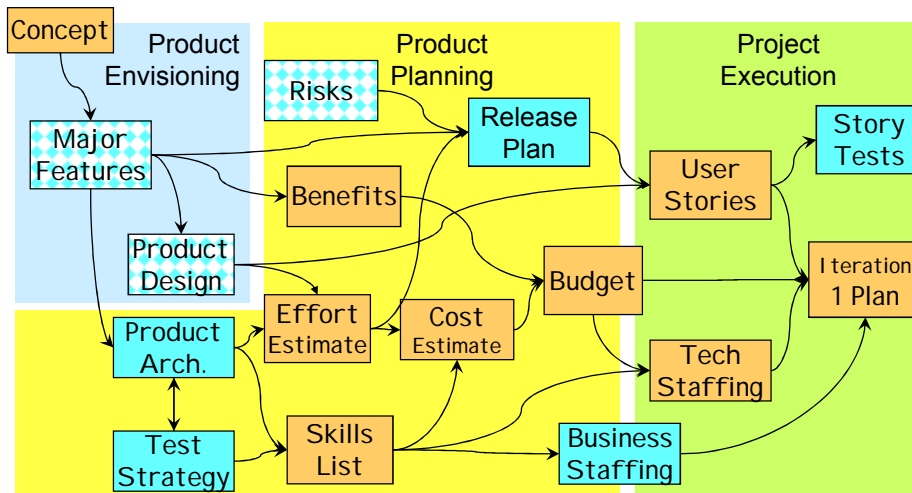 Concept
Product
Envisioning
Product
Planning
Project
Execution
Risks
Major
Features
Release
Plan
Story
Tests
Benefits
User
Stories
Product
Design
Budget
Iteration
1 Plan
Product
Arch.
Effort
Estimate
Cost
Estimate
Tech
Staffing
Test
Strategy
Skills
List
Business
Staffing